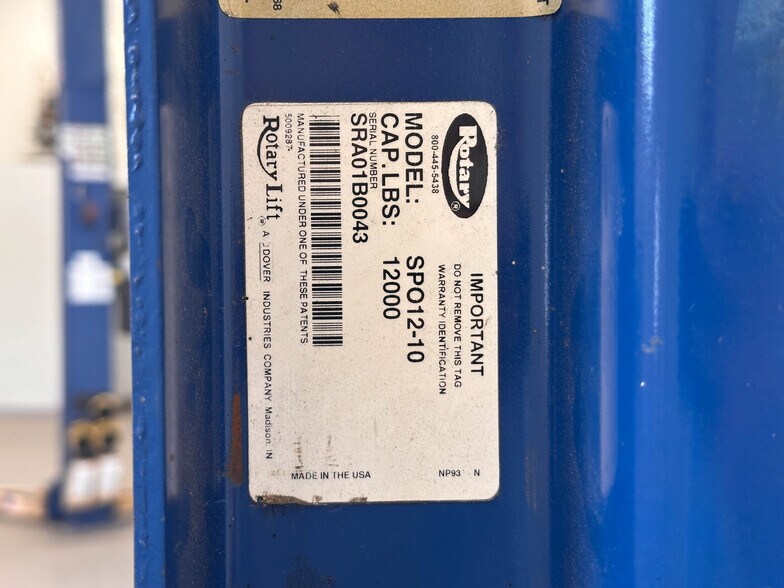 Rotary®
800-445-5438
IMPORTANT
DO NOT REMOVE THIS TAG
WARRANTY IDENTIFICATION
MODEL: SPO12-10
CAP. LBS: 12000
SERIAL NUMBER
SRA01B0043
MANUFACTURED UNDER ONE OF THESE PATENTS
5009287
Rotary Lift® A DOVER INDUSTRIES COMPANY Madison, IN
MADE IN THE USA
NP93 N
68
T